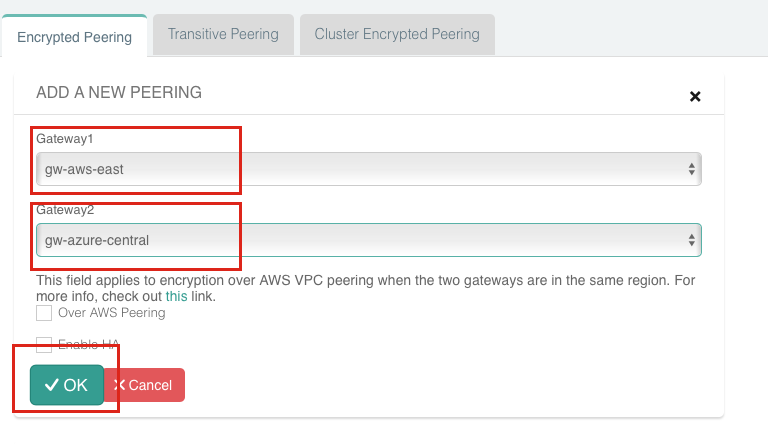 Encrypted Peering
Transitive Peering
Cluster Encrypted Peering
ADD A NEW PEERING
Gateway1
gw-aws-east
Gateway2
gw-azure-central
This field applies to encryption over AWS VPC peering when the two gateways are in the same region. For
more info, check out this link.
Over AWS Peering
Enable HA
OK
Cancel